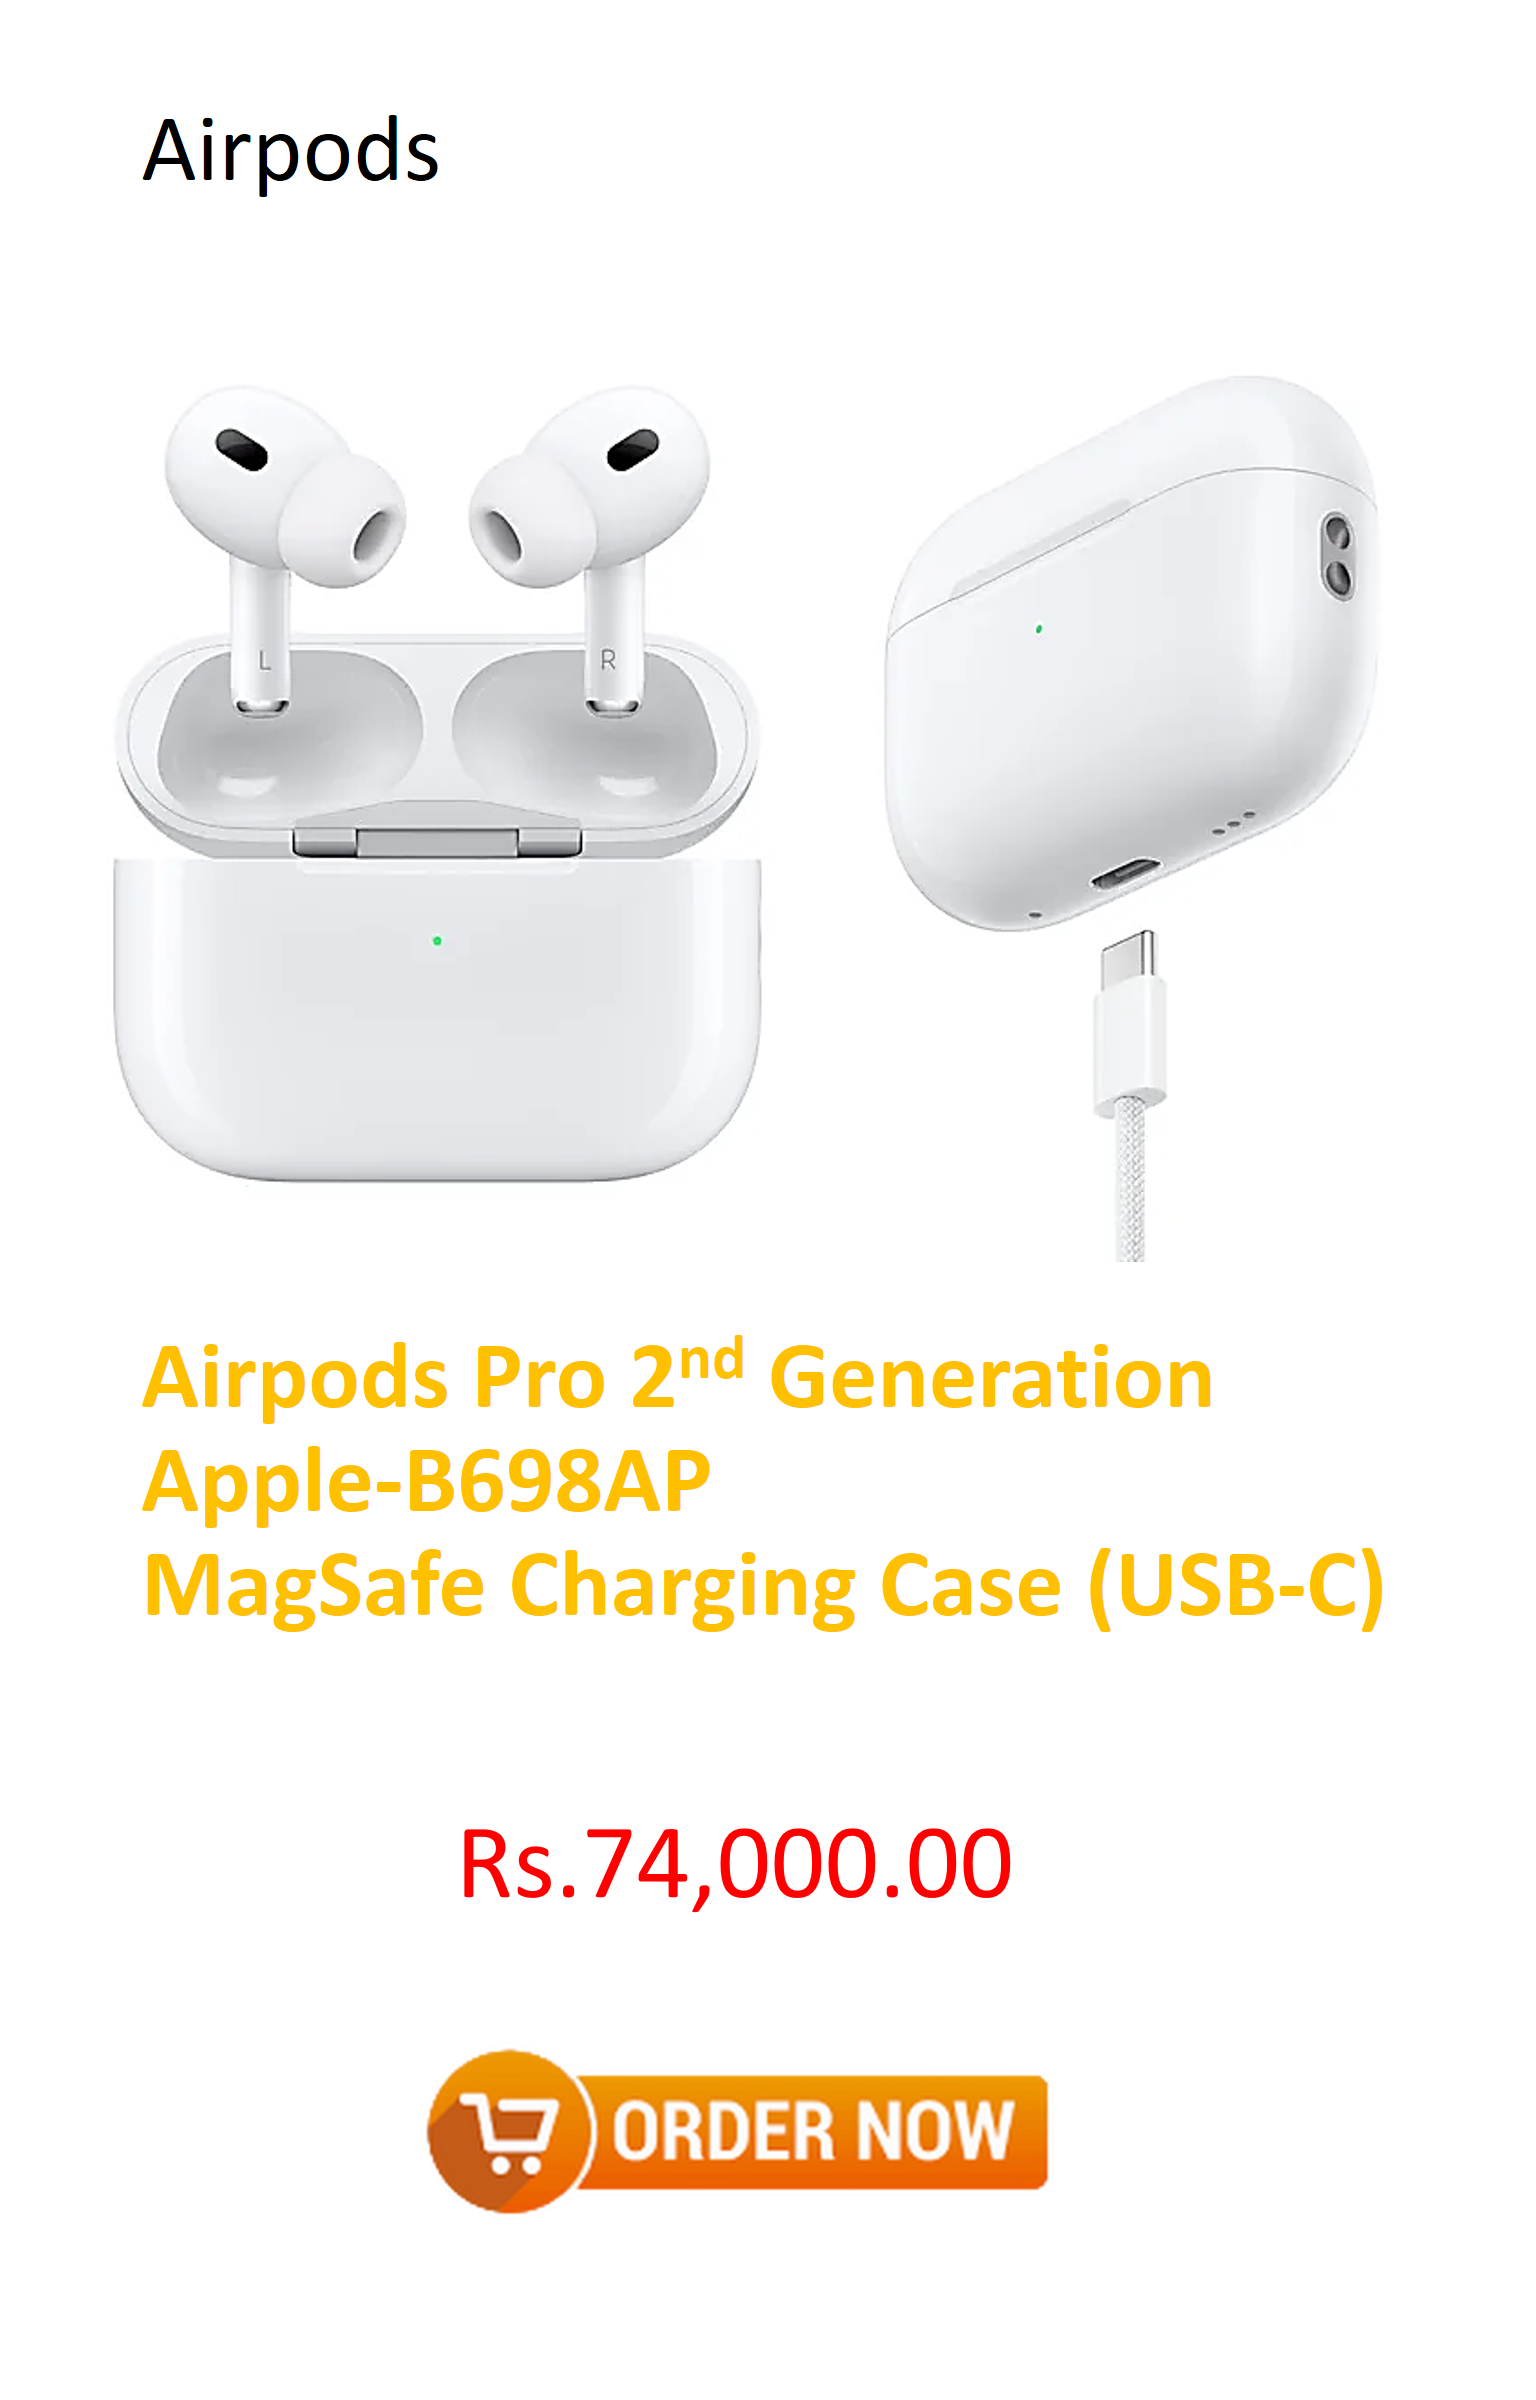 Airpods
L
R
Airpods Pro 2nd Generation
Apple-B698AP
MagSafe Charging Case (USB-C)
Rs.74,000.00
ORDER NOW